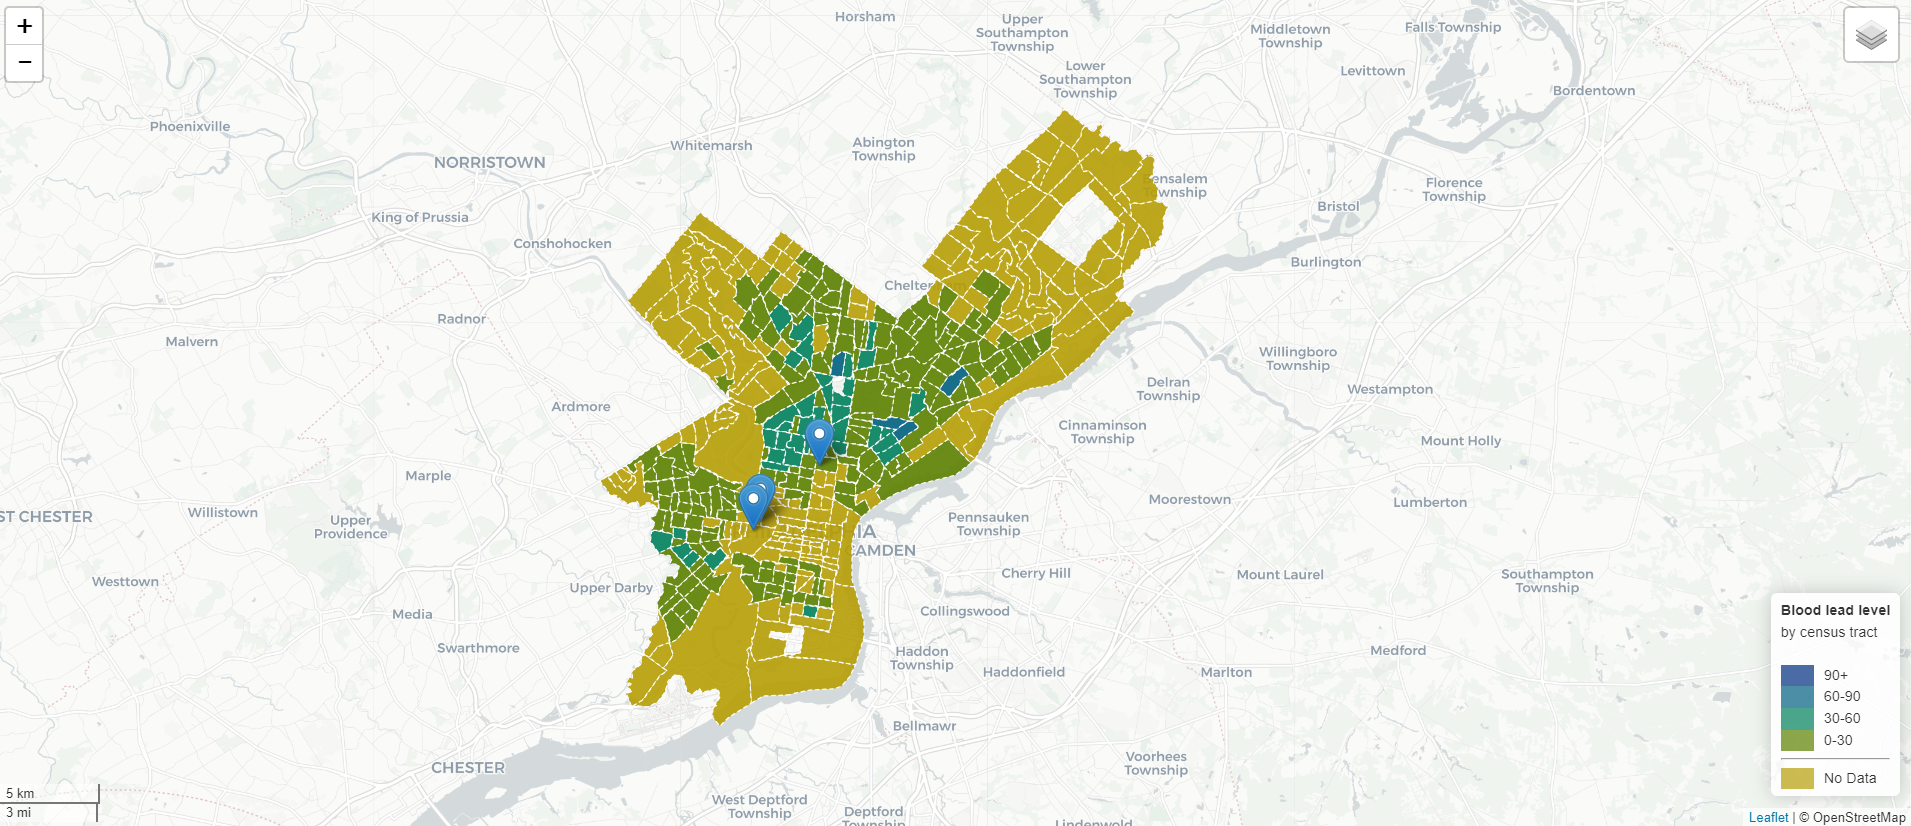 +
−
Horsham
Upper
Southampton
Township
Middletown
Township
Falls Township
Lower
Southampton
Township
Levittown
Bordentown
Phoenixville
Whitemarsh
Abington
Township
NORRISTOWN
Township
Florence
Township
King of Prussia
Bristol
Conshohocken
Burlington
Chelten
Radnor
Malvern
Willingboro
Township
Delran
Township
Westampton
Ardmore
Cinnaminson
Township
Mount Holly
Marple
Moorestown
Lumberton
ST CHESTER
Willistown
Upper
Providence
Pennsauken
Township
IA
CAMDEN
Cherry Hill
Mount Laurel
Southampton
Township
Westtown
Upper Darby
Media
Collingswood
Blood lead level
by census tract
Swarthmore
Haddon
Township
Haddonfield
Marlton
Medford
90+
60-90
30-60
0-30
No Data
Bellmawr
CHESTER
Voorhees
Township
West Deptford
Township
Deptford
Township
Lindenwold
5 km
3 mi
Leaflet | © OpenStreetMap